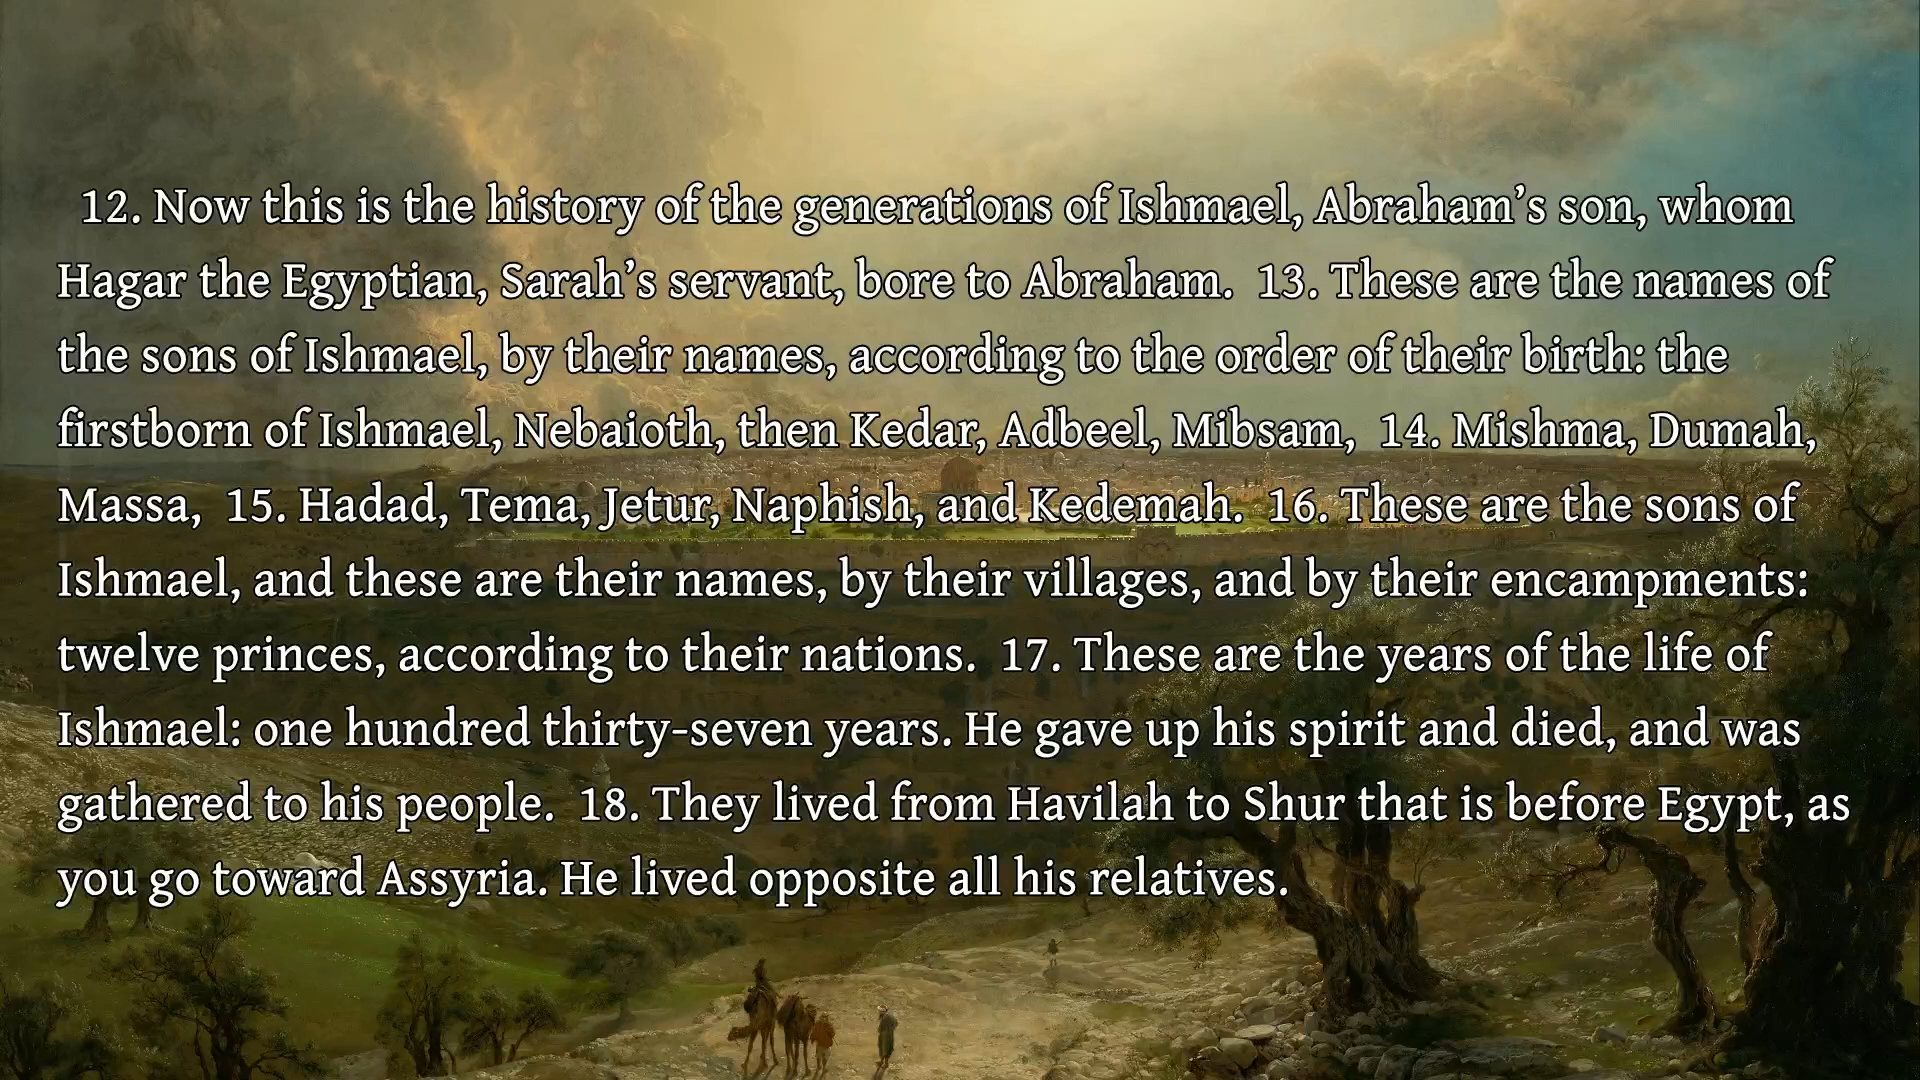 12. Now this is the history of the generations of Ishmael, Abraham’s son, whom
Hagar the Egyptian, Sarah’s servant, bore to Abraham.  13. These are the names of
the sons of Ishmael, by their names, according to the order of their birth: the
firstborn of Ishmael, Nebaioth, then Kedar, Adbeel, Mibsam,  14. Mishma, Dumah,
Massa,  15. Hadad, Tema, Jetur, Naphish, and Kedemah.  16. These are the sons of
Ishmael, and these are their names, by their villages, and by their encampments:
twelve princes, according to their nations.  17. These are the years of the life of
Ishmael: one hundred thirty-seven years. He gave up his spirit and died, and was
gathered to his people.  18. They lived from Havilah to Shur that is before Egypt, as
you go toward Assyria. He lived opposite all his relatives.